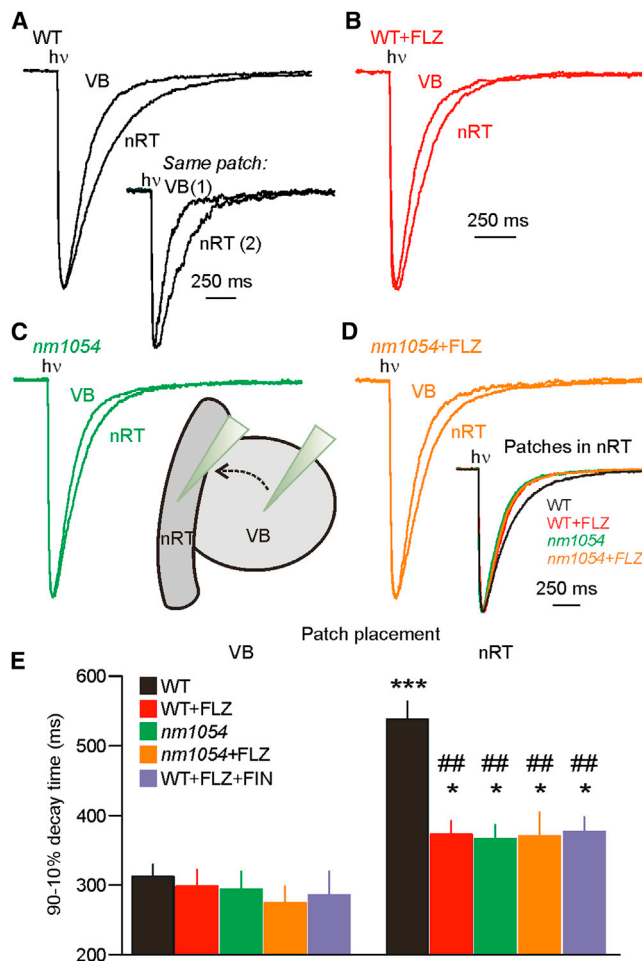 A
WT
hν
VB
nRT
Same patch:
hν
VB(1)
nRT (2)
250 ms
B
WT+FLZ
hν
VB
nRT
250 ms
C
nm1054
hν
VB
nRT
nRT
VB
D
nm1054+FLZ
hν
VB
nRT
Patches in nRT
hν
WT
WT+FLZ
nm1054
nm1054+FLZ
250 ms
Patch placement
VB
nRT
E
90-10% decay time (ms)
600
500
400
300
200
WT
WT+FLZ
nm1054
nm1054+FLZ
WT+FLZ+FIN
***
## ## ## ##
* * * *